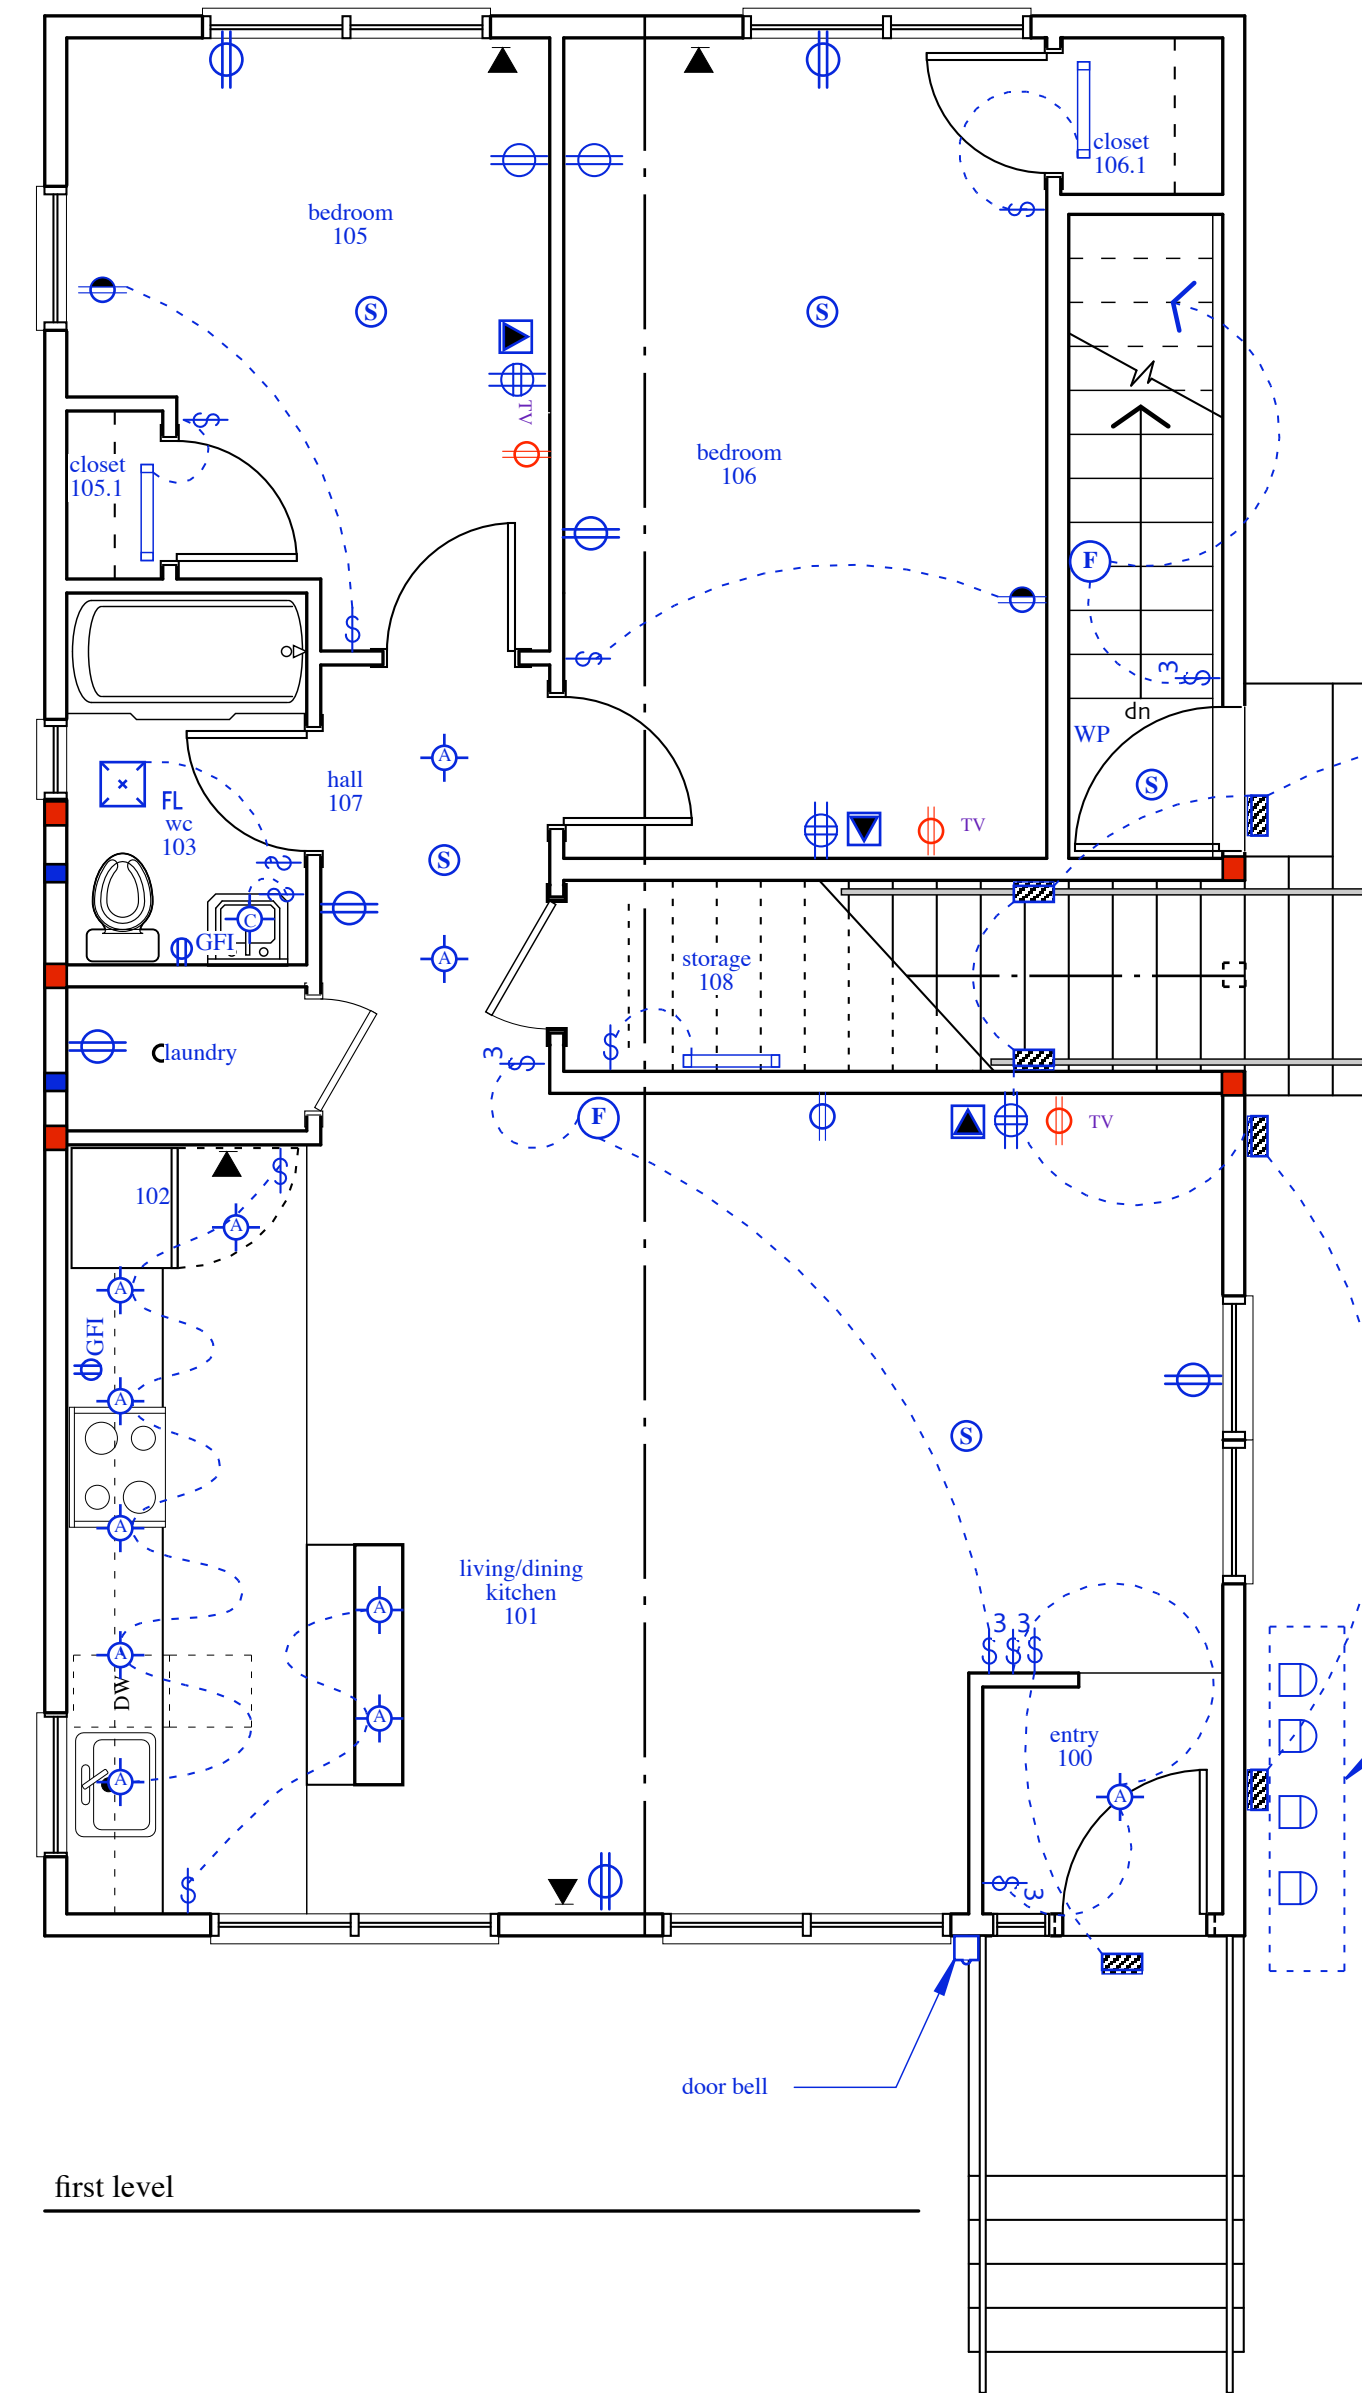 closet
106.1
bedroom
105
S
S
TV
bedroom
106
closet
105.1
F
3
up
WP
S
A
hall
107
FL
wc
103
TV
S
C
GFI
A
storage
108
laundry
3
F
TV
102
A
A
GFI
A
S
A
living/dining
kitchen
101
A
3 3
A
DW
A
entry
100
A
A
3
door bell
first level